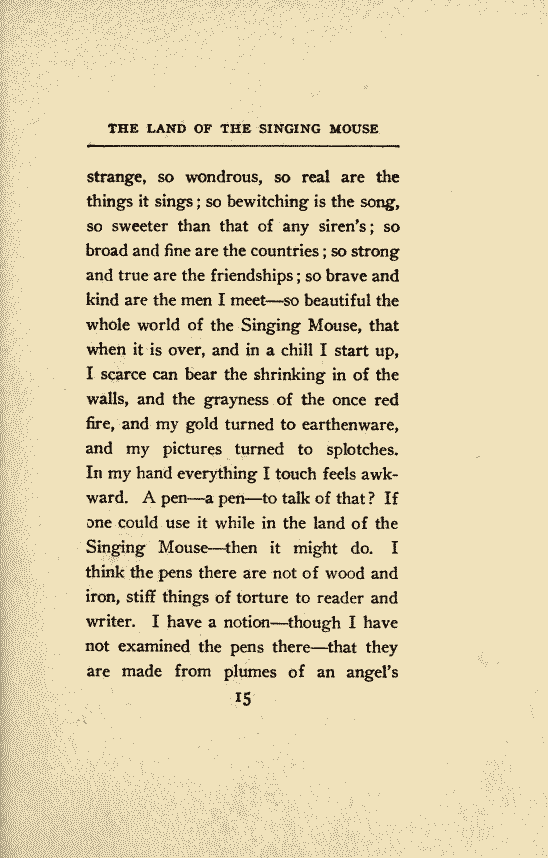 THE LAND OF THE SINGING MOUSE
strange, so wondrous, so real are the
things it sings; so bewitching is the song,
so sweeter than that of any siren's; so
broad and fine are the countries; so strong
and true are the friendships; so brave and
kind are the men I meet—so beautiful the
whole world of the Singing Mouse, that
when it is over, and in a chill I start up,
I scarce can bear the shrinking in of the
walls, and the grayness of the once red
fire, and my gold turned to earthenware,
and my pictures turned to splotches.
In my hand everything I touch feels awk-
ward. A pen—a pen—to talk of that? If
one could use it while in the land of the
Singing Mouse—then it might do. I
think the pens there are not of wood and
iron, stiff things of torture to reader and
writer. I have a notion—though I have
not examined the pens there—that they
are made from plumes of an angel's
15